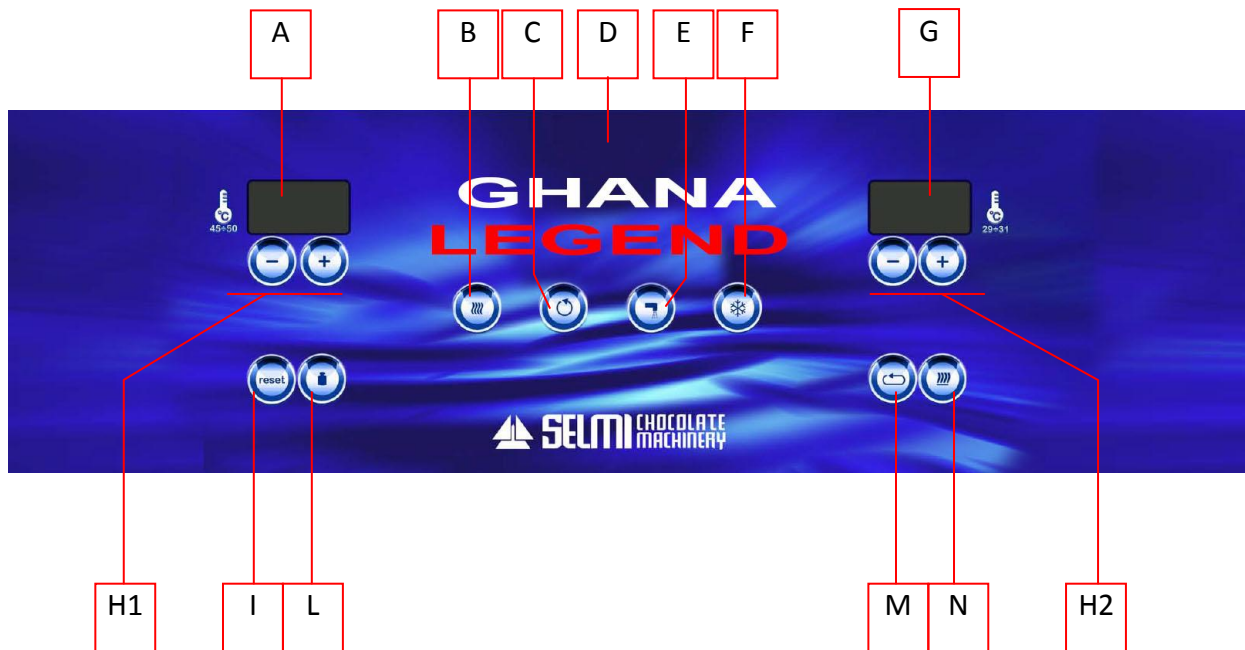 A B C D E F G
GHANA
LEGEND
°C
45÷50
°C
29÷31
− +
− +
reset
SELMI CHOCOLATE
MACHINERY
H1 I L M N H2